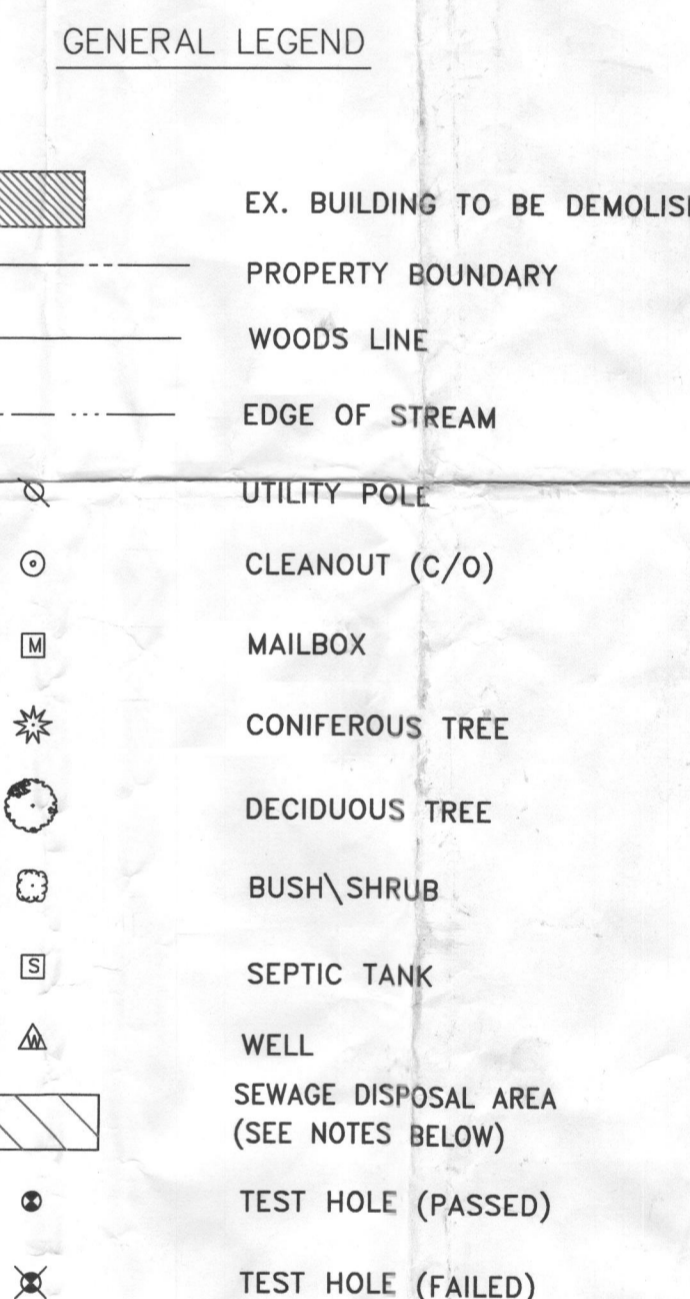 GENERAL LEGEND
EX. BUILDING TO BE
PROPERTY BOUNDARY
WOODS LINE
EDGE OF STREAM
UTILITY POLE
CLEANOUT (C/O)
M MAILBOX
CONIFEROUS TREE
DECIDUOUS TREE
BUSH\SHRUB
S SEPTIC TANK
W WELL
SEWAGE DISPOSAL AREA
(SEE NOTES BELOW)
TEST HOLE (PASSED)
TEST HOLE (FAILED)